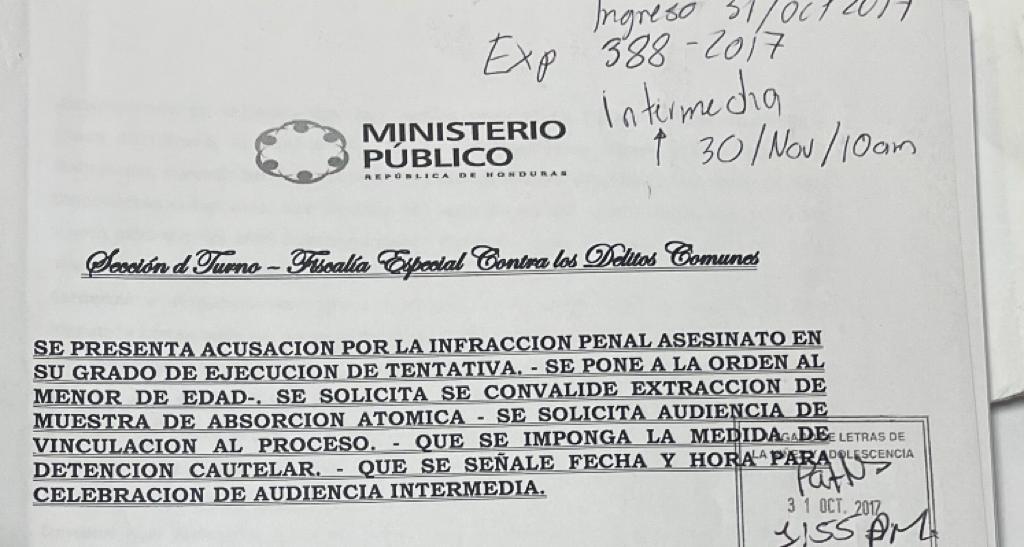 Ingreso 31/oct 2017
Exp 388-2017
Intermedia
30/Nov/10am
MINISTERIO
PÚBLICO
REPÚBLICA DE HONDURAS
Sección d Turno – Fiscalía Especial Contra los Delitos Comunes
SE PRESENTA ACUSACION POR LA INFRACCION PENAL ASESINATO EN
SU GRADO DE EJECUCION DE TENTATIVA. - SE PONE A LA ORDEN AL
MENOR DE EDAD-. SE SOLICITA SE CONVALIDE EXTRACCION DE
MUESTRA DE ABSORCION ATOMICA - SE SOLICITA AUDIENCIA DE
VINCULACION AL PROCESO. - QUE SE IMPONGA LA MEDIDA DE
DETENCION CAUTELAR. - QUE SE SEÑALE FECHA Y HORA PARA
CELEBRACION DE AUDIENCIA INTERMEDIA.
LETRAS DE
LA ADOLESCENCIA
31 OCT. 2017
1,55 PM